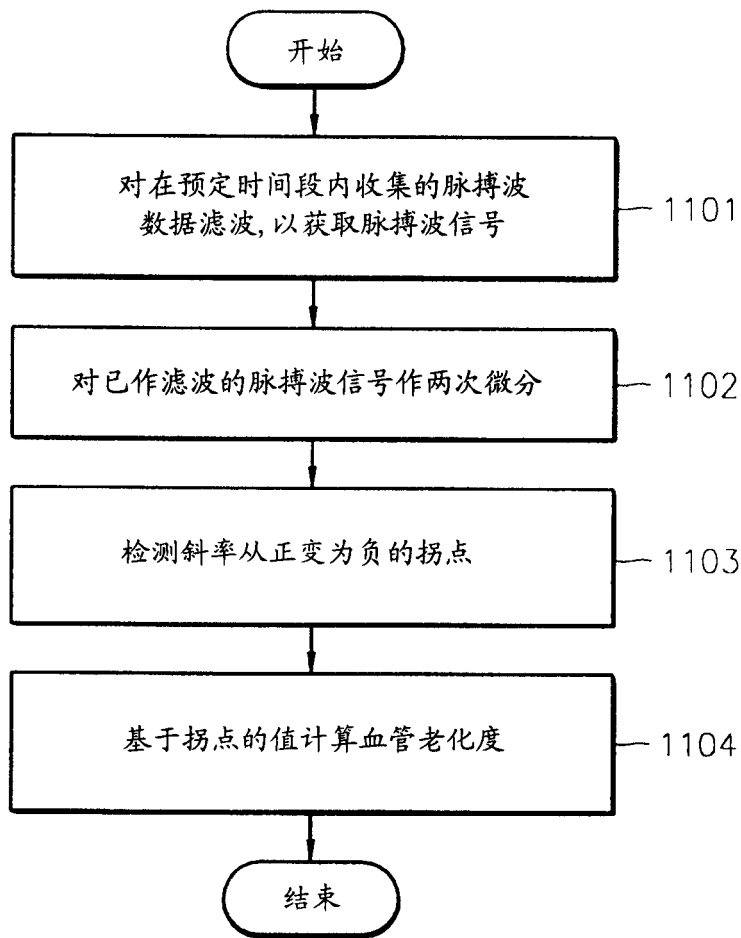 开始
对在预定时间段内收集的脉搏波
数据滤波,以获取脉搏波信号
1101
对已作滤波的脉搏波信号作两次微分
1102
检测斜率从正变为负的拐点
1103
基于拐点的值计算血管老化度
1104
结束